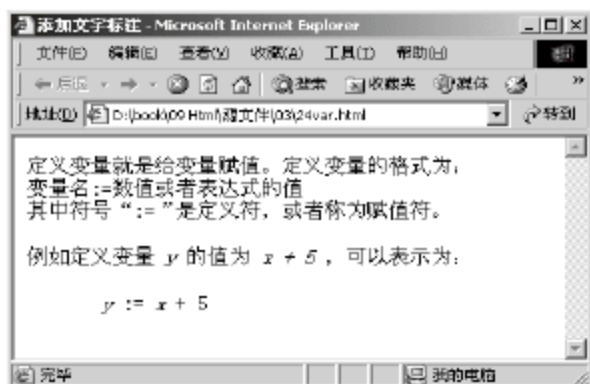 添加文字标注 - Microsoft Internet Explorer
文件(F) 编辑(E) 查看(V) 收藏(A) 工具(T) 帮助(H)
后退 搜索 收藏夹 媒体 »
地址(D) D:\book\09 Html\源文件\03\24var.html 转到
定义变量就是给变量赋值。定义变量的格式为:
变量名:=数值或者表达式的值
其中符号“:=”是定义符，或者称为赋值符。
例如定义变量 y 的值为 x + 5 ，可以表示为:
y := x + 5
完毕 我的电脑